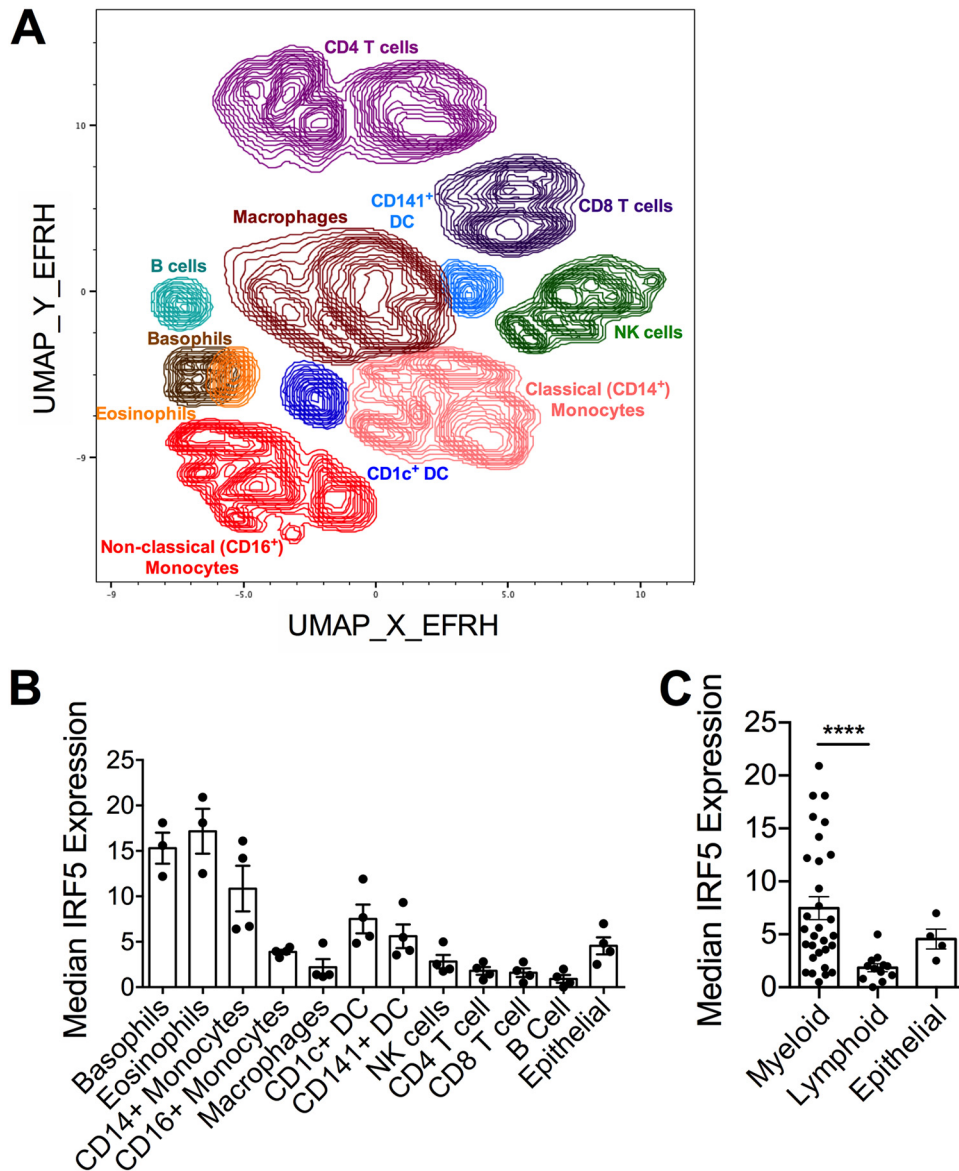 A
CD4 T cells
10
CD141⁺
DC
CD8 T cells
Macrophages
B cells
0
NK cells
Basophils
Classical (CD14⁺)
Monocytes
Eosinophils
-9
CD1c⁺ DC
Non-classical (CD16⁺)
Monocytes
UMAP_Y_EFRH
-9
-5.0
0
5.0
10
UMAP_X_EFRH
B
Median IRF5 Expression
25
20
15
10
5
0
Basophils
Eosinophils
CD14+ Monocytes
CD16+ Monocytes
Macrophages
CD1c+ DC
CD141+ DC
NK cells
CD4 T cell
CD8 T cell
B Cell
Epithelial
C
Median IRF5 Expression
25
20
15
10
5
0
****
Myeloid
Lymphoid
Epithelial